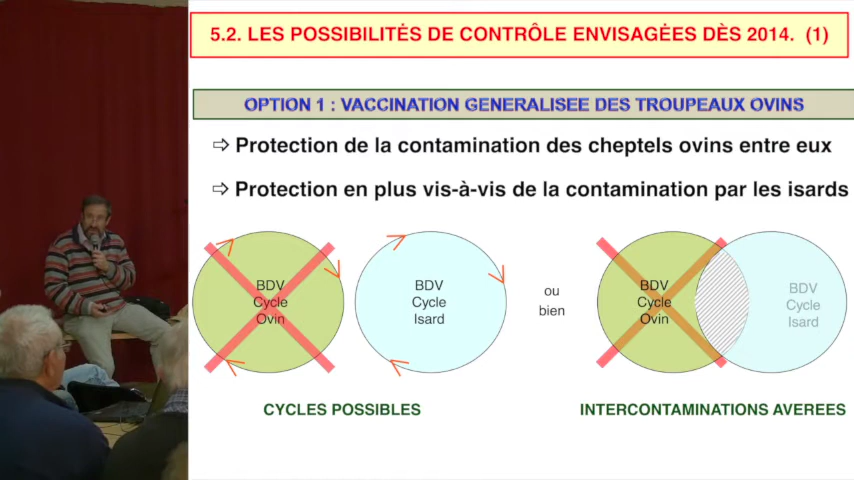 5.2. LES POSSIBILITĖS DE CONTRÔLE ENVISAGĖES DÈS 2014. (1)
OPTION 1 : VACCINATION GENERALISEE DES TROUPEAUX OVINS
⇨ Protection de la contamination des cheptels ovins entre eux
⇨ Protection en plus vis-à-vis de la contamination par les isards
BDV
Cycle
Ovin
BDV
Cycle
Isard
ou
bien
BDV
Cycle
Ovin
BDV
Cycle
Isard
CYCLES POSSIBLES
INTERCONTAMINATIONS AVEREES